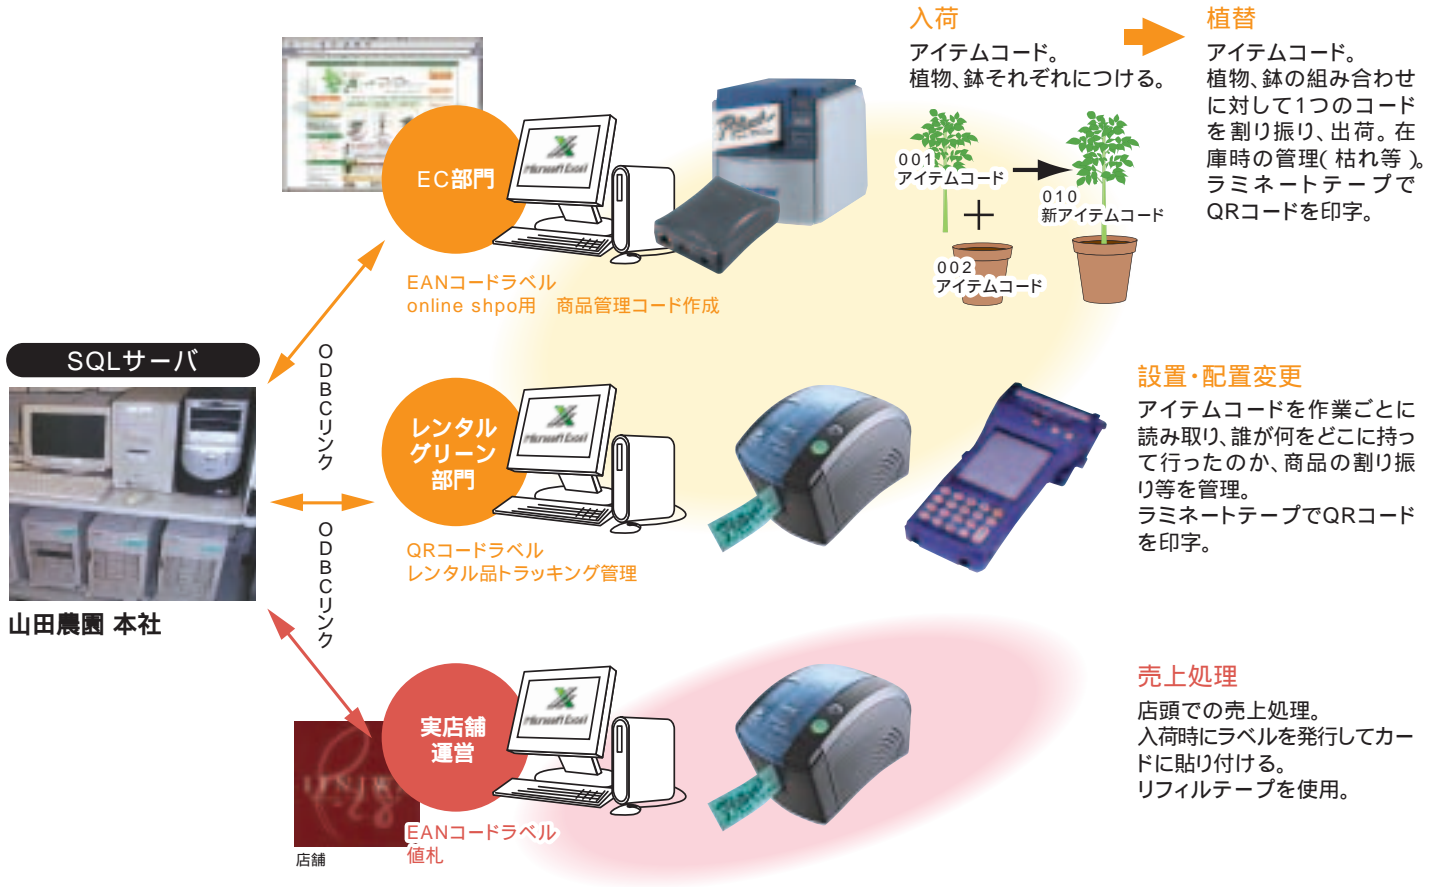 入荷
アイテムコード。
植物、鉢それぞれにつける。
植替
アイテムコード。
植物、鉢の組み合わせ
に対して1つのコード
を割り振り、出荷。在
庫時の管理(枯れ等)。
ラミネートテープで
QRコードを印字。
001
アイテムコード
002
アイテムコード
010
新アイテムコード
EC部門
Microsoft Excel
EANコードラベル
online shpo用 商品管理コード作成
SQLサーバ
山田農園 本社
ODBCリンク
ODBCリンク
レンタル
グリーン
部門
Microsoft Excel
QRコードラベル
レンタル品トラッキング管理
設置・配置変更
アイテムコードを作業ごとに
読み取り、誰が何をどこに持っ
て行ったのか、商品の割り振
り等を管理。
ラミネートテープでQRコード
を印字。
実店舗
運営
Microsoft Excel
店舗
EANコードラベル
値札
売上処理
店頭での売上処理。
入荷時にラベルを発行してカー
ドに貼り付ける。
リフィルテープを使用。